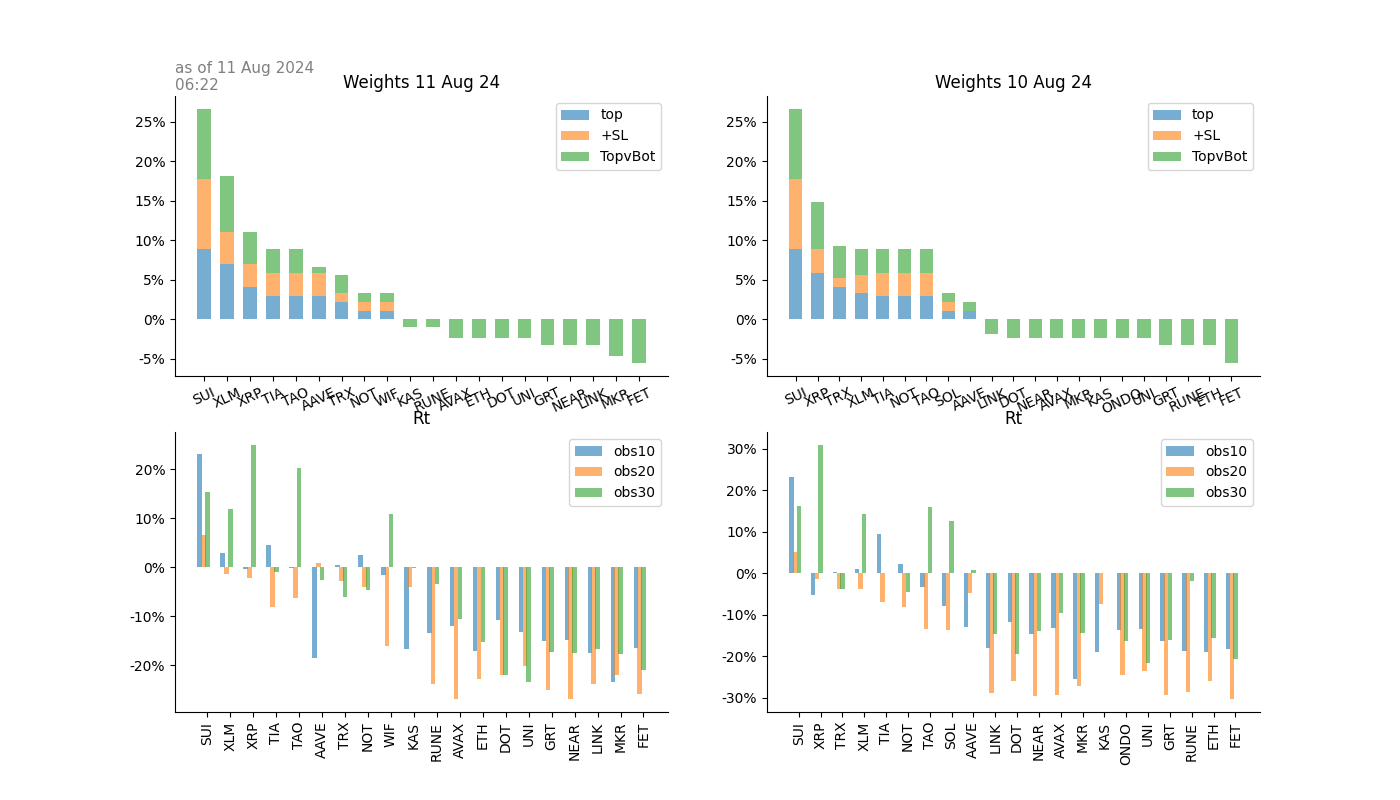 as of 11 Aug 2024
06:22
Weights 11 Aug 24
25%
20%
15%
10%
5%
0%
-5%
top
+SL
TopvBot
SUI XLM XRP TIA TAO AAVE TRX NOT WIF KAS RUNE AVAX ETH DOT UNI GRT NEAR LINK MKR FET
Weights 10 Aug 24
25%
20%
15%
10%
5%
0%
-5%
top
+SL
TopvBot
SUI XRP TRX XLM TIA NOT TAO SOL AAVE LINK DOT NEAR AVAX MKR KAS ONDO UNI GRT RUNE ETH FET
Rt
20%
10%
0%
-10%
-20%
obs10
obs20
obs30
SUI XLM XRP TIA TAO AAVE TRX NOT WIF KAS RUNE AVAX ETH DOT UNI GRT NEAR LINK MKR FET
Rt
30%
20%
10%
0%
-10%
-20%
-30%
obs10
obs20
obs30
SUI XRP TRX XLM TIA NOT TAO SOL AAVE LINK DOT NEAR AVAX MKR KAS ONDO UNI GRT RUNE ETH FET